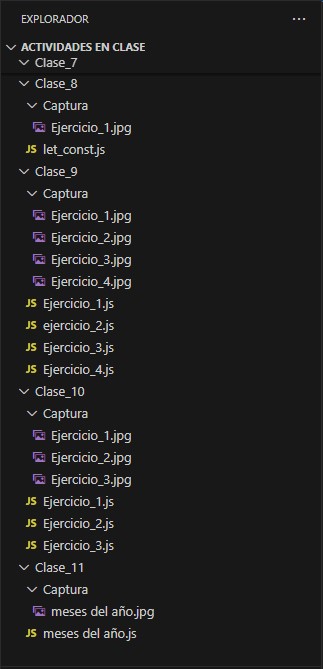 EXPLORADOR ...
ACTIVIDADES EN CLASE
Clase_7
Clase_8
Captura
Ejercicio_1.jpg
JS let_const.js
Clase_9
Captura
Ejercicio_1.jpg
Ejercicio_2.jpg
Ejercicio_3.jpg
Ejercicio_4.jpg
JS Ejercicio_1.js
JS ejercicio_2.js
JS Ejercicio_3.js
JS Ejercicio_4.js
Clase_10
Captura
Ejercicio_1.jpg
Ejercicio_2.jpg
Ejercicio_3.jpg
JS Ejercicio_1.js
JS Ejercicio_2.js
JS Ejercicio_3.js
Clase_11
Captura
meses del año.jpg
JS meses del año.js